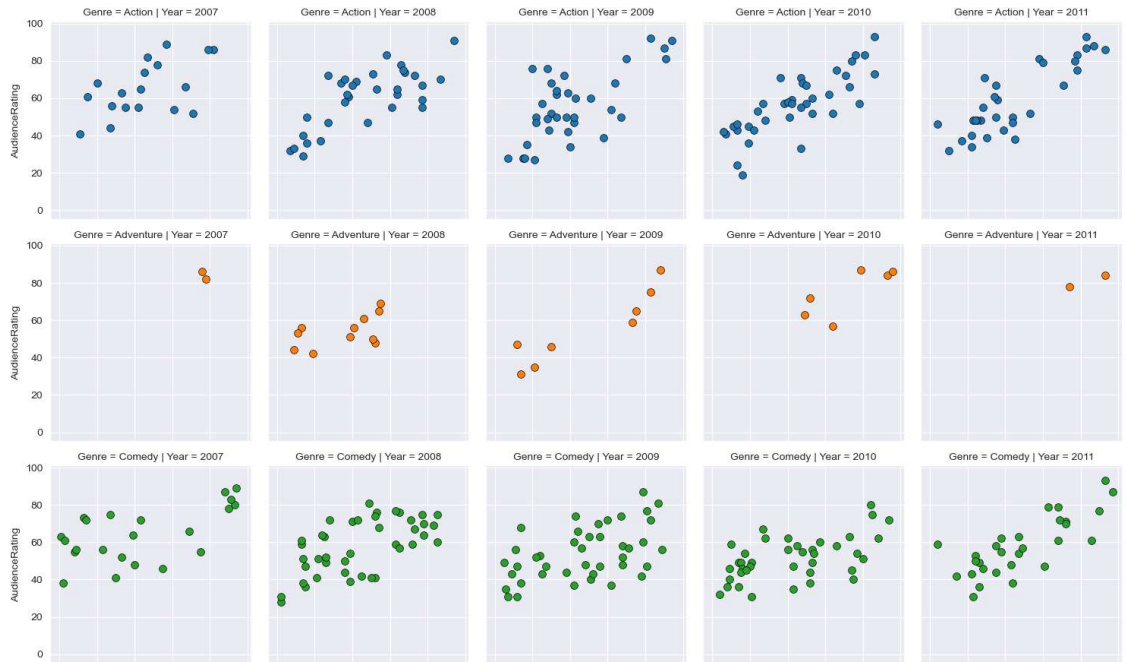 Genre = Action | Year = 2007
Genre = Action | Year = 2008
Genre = Action | Year = 2009
Genre = Action | Year = 2010
Genre = Action | Year = 2011
100
80
60
40
20
0
AudienceRating
Genre = Adventure | Year = 2007
Genre = Adventure | Year = 2008
Genre = Adventure | Year = 2009
Genre = Adventure | Year = 2010
Genre = Adventure | Year = 2011
100
80
60
40
20
0
AudienceRating
Genre = Comedy | Year = 2007
Genre = Comedy | Year = 2008
Genre = Comedy | Year = 2009
Genre = Comedy | Year = 2010
Genre = Comedy | Year = 2011
100
80
60
40
20
0
AudienceRating